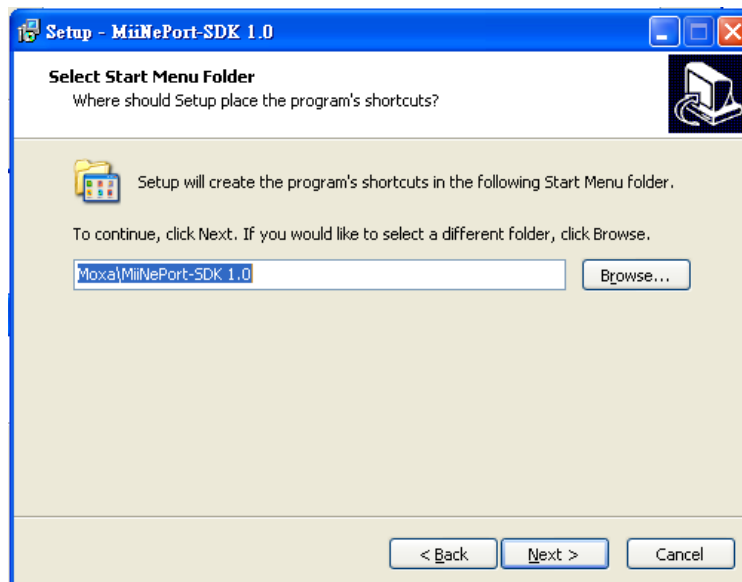 Setup - MiiNePort-SDK 1.0
Select Start Menu Folder
Where should Setup place the program's shortcuts?
Setup will create the program's shortcuts in the following Start Menu folder.
To continue, click Next. If you would like to select a different folder, click Browse.
Moxa\MiiNePort-SDK 1.0
Browse...
< Back
Next >
Cancel